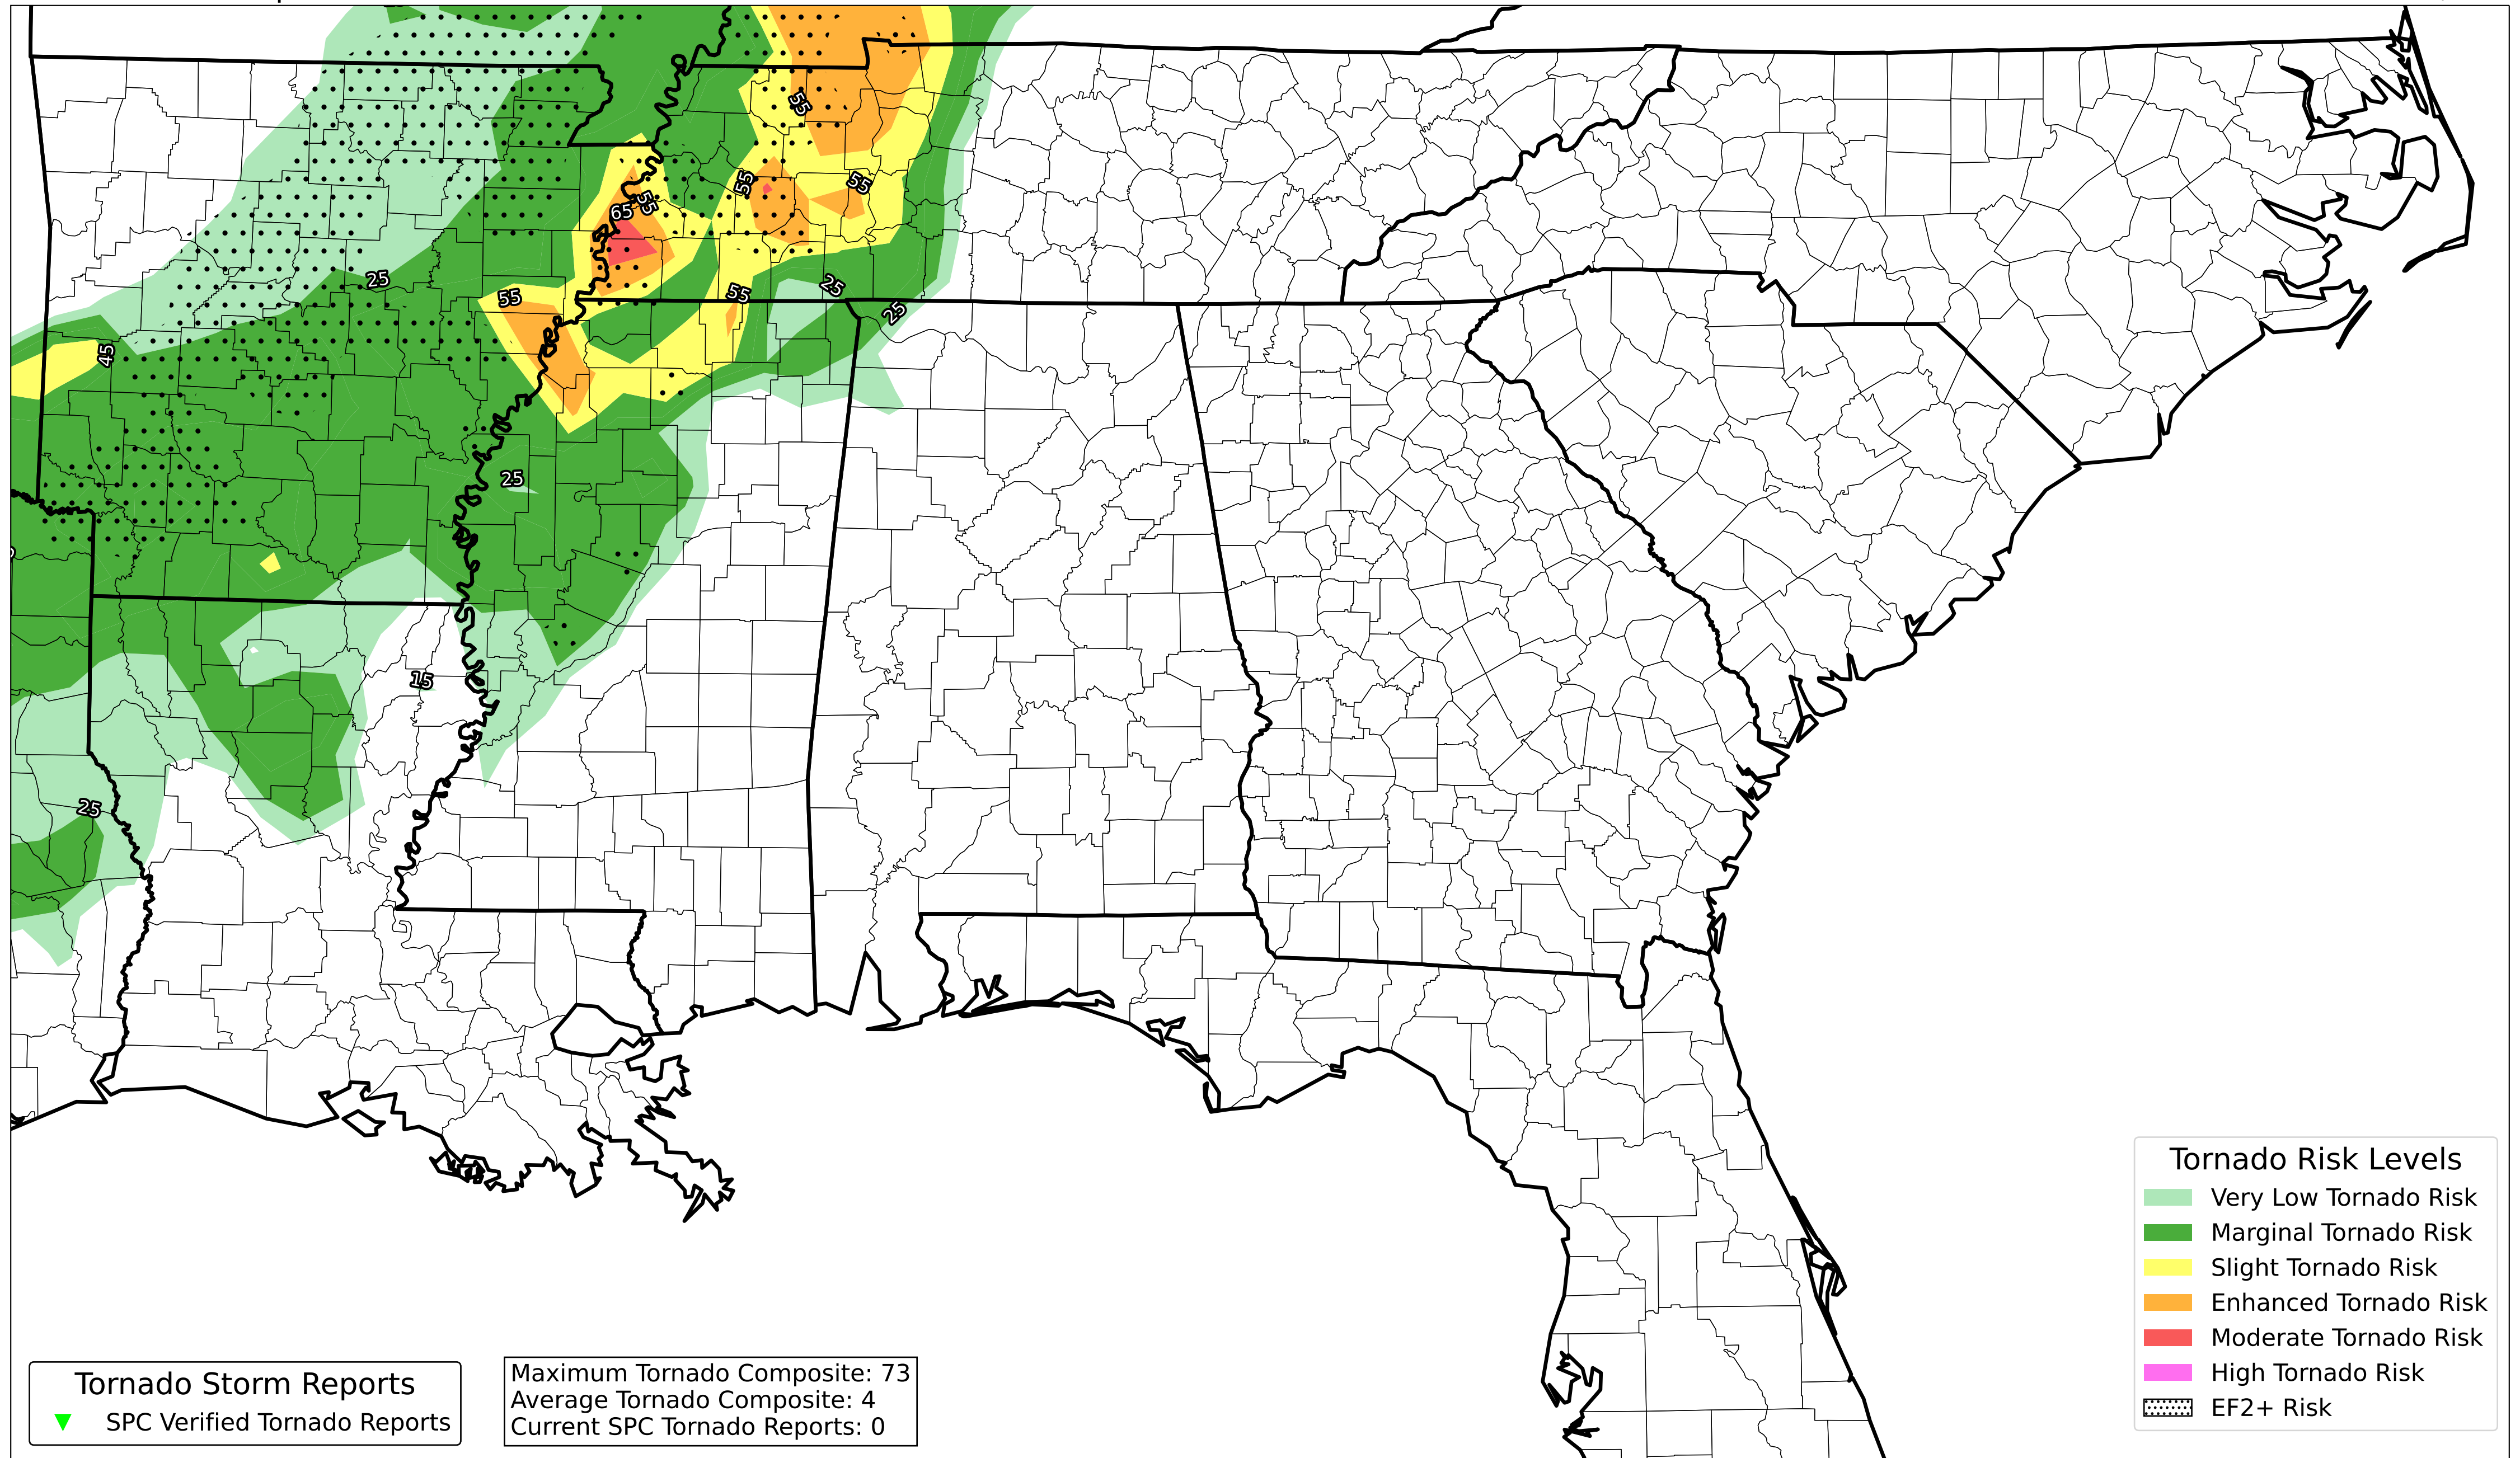 55
55
55
55
65
25
25
55
55
25
45
25
15
25
Tornado Risk Levels
Very Low Tornado Risk
Marginal Tornado Risk
Slight Tornado Risk
Enhanced Tornado Risk
Moderate Tornado Risk
High Tornado Risk
EF2+ Risk
Tornado Storm Reports
SPC Verified Tornado Reports
Maximum Tornado Composite: 73
Average Tornado Composite: 4
Current SPC Tornado Reports: 0